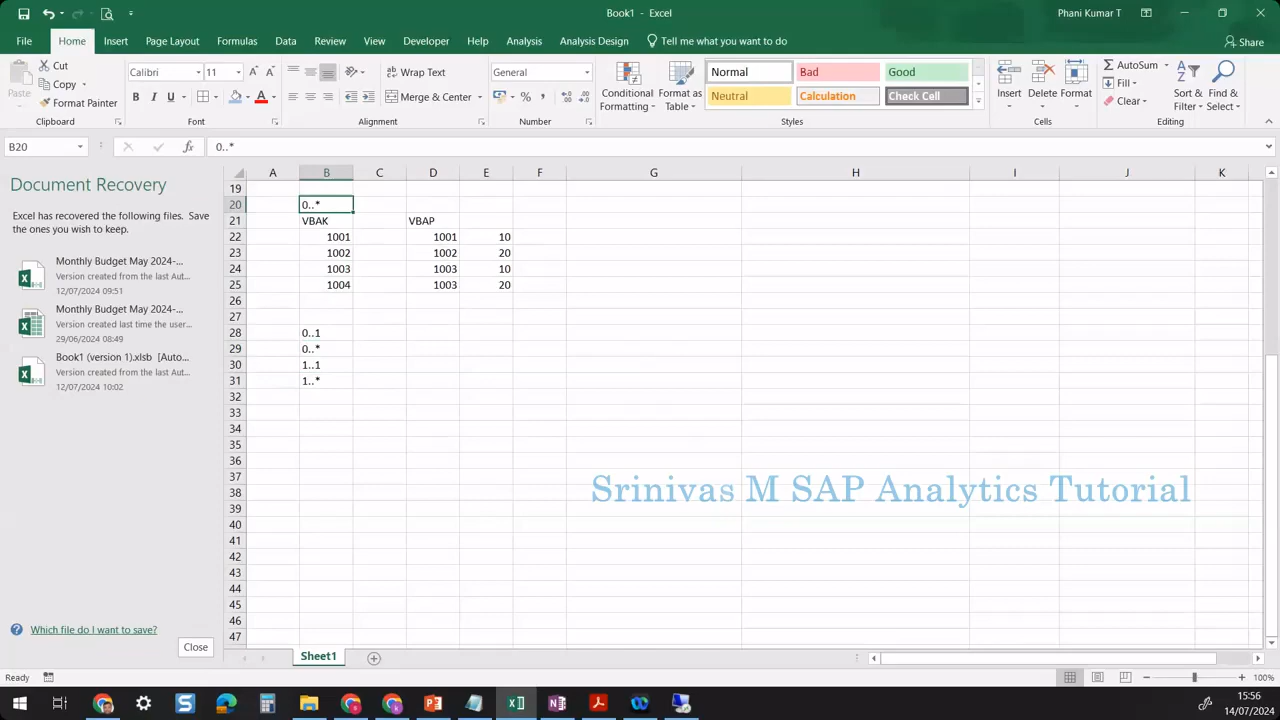 Book1 - Excel
Phani Kumar T
File Home Insert Page Layout Formulas Data Review View Developer Help Analysis Analysis Design Tell me what you want to do Share
Paste
Cut
Copy
Format Painter
Clipboard
Calibri 11
B I U
Font
Wrap Text
Merge & Center
Alignment
General
Number
Conditional Formatting
Format as Table
Normal Bad Good
Neutral Calculation Check Cell
Styles
Insert Delete Format
Cells
AutoSum
Fill
Clear
Sort & Filter
Find & Select
Editing
B20 fx 0..*
Document Recovery
Excel has recovered the following files. Save
the ones you wish to keep.
Monthly Budget May 2024-...
Version created from the last Aut...
12/07/2024 09:51
Monthly Budget May 2024-...
Version created last time the user...
29/06/2024 08:49
Book1 (version 1).xlsb [Auto...
Version created from the last Aut...
12/07/2024 10:02
Which file do I want to save?
Close
A B C D E F G H I J K
19
20 0..*
21 VBAK VBAP
22 1001 1001 10
23 1002 1002 20
24 1003 1003 10
25 1004 1003 20
26
27
28 0..1
29 0..*
30 1..1
31 1..*
32
33
34
35
36
37
38
39
40
41
42
43
44
45
46
47
Srinivas M SAP Analytics Tutorial
Sheet1
Ready
100%
15:56
14/07/2024